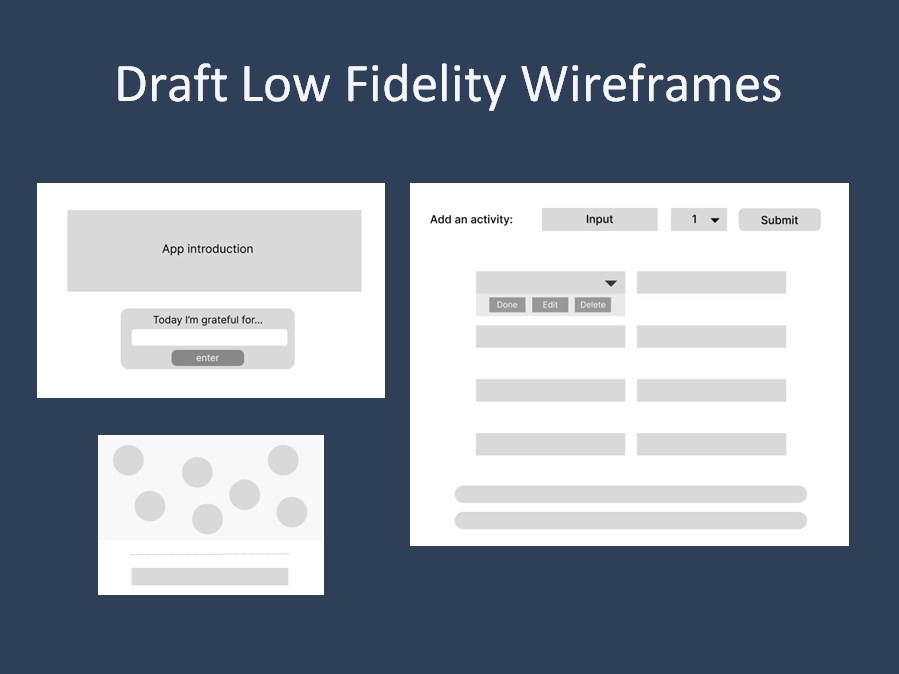 Draft Low Fidelity Wireframes
App introduction
Today I'm grateful for...
enter
Add an activity:
Input
1
Submit
Done
Edit
Delete